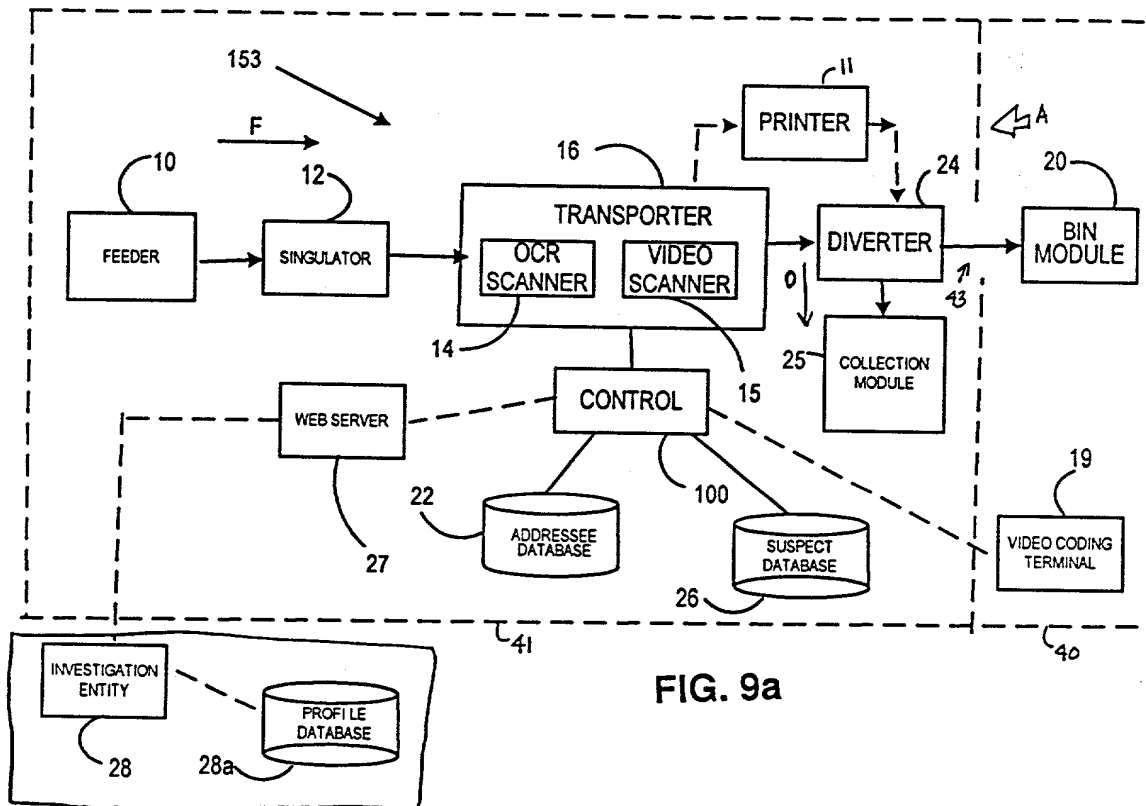 153
F
10
12
16
11
PRINTER
A
24
20
FEEDER
SINGULATOR
TRANSPORTER
OCR
SCANNER
VIDEO
SCANNER
DIVERTER
BIN
MODULE
O
43
14
15
25
COLLECTION
MODULE
WEB SERVER
CONTROL
27
22
100
19
ADDRESSEE
DATABASE
SUSPECT
DATABASE
26
VIDEO CODING
TERMINAL
41
40
INVESTIGATION
ENTITY
PROFILE
DATABASE
28
28a
FIG. 9a